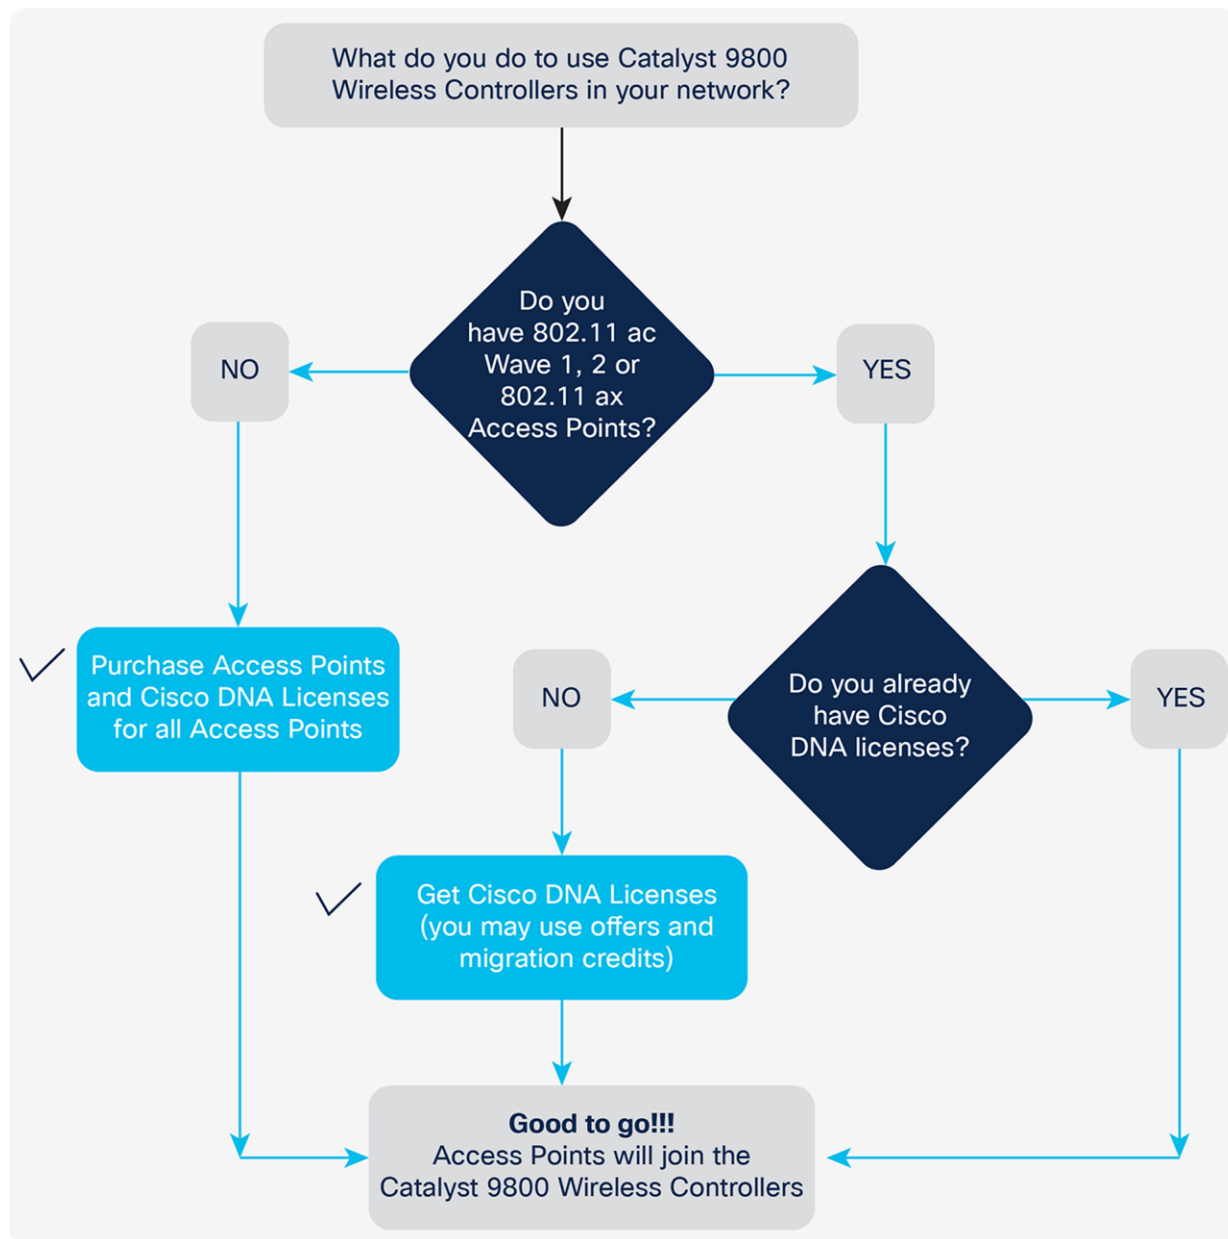 What do you do to use Catalyst 9800
Wireless Controllers in your network?
Do you
have 802.11 ac
Wave 1, 2 or
802.11 ax
Access Points?
NO
YES
Purchase Access Points
and Cisco DNA Licenses
for all Access Points
NO
Do you already
have Cisco
DNA licenses?
YES
Get Cisco DNA Licenses
(you may use offers and
migration credits)
Good to go!!!
Access Points will join the
Catalyst 9800 Wireless Controllers